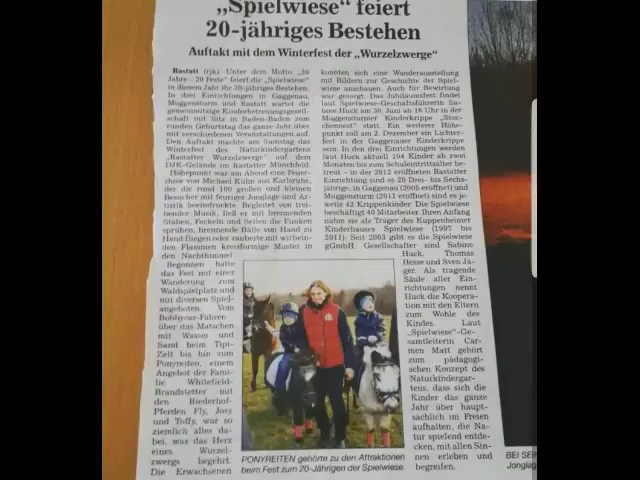 „Spielwiese“ feiert
20-jähriges Bestehen
Auftakt mit dem Winterfest der „Wurzelzwerge“
Rastatt (rjk). Unter dem Motto „20
Jahre – 20 Feste“ feiert die „Spielwiese“
in diesem Jahr ihr 20-jähriges Bestehen.
In drei Einrichtungen in Gaggenau,
Muggensturm und Rastatt wartet die
gemeinnützige Kinderbetreuungsgesell-
schaft mit Sitz in Baden-Baden zum
runden Geburtstag das ganze Jahr über
mit verschiedenen Veranstaltungen auf.
Den Auftakt machte am Samstag das
Winterfest des Naturkindergartens
„Rastatter Wurzelzwerge“ auf dem
DJK-Gelände im Rastatter Münchfeld.
Höhepunkt war am Abend eine Feuer-
show von Michael Kühn aus Karlsruhe,
der die rund 100 großen und kleinen
Besucher mit feuriger Jonglage und Ar-
tistik beeindruckte. Begleitet von trei-
bender Musik, ließ er mit brennenden
Stäben, Fackeln und Seilen die Funken
sprühen, brennende Bälle von Hand zu
Hand fliegen oder zauberte mit wirbeln-
den Flammen kreisförmige Muster in
den Nachthimmel.
Begonnen hatte
das Fest mit einer
Wanderung zum
Waldspielplatz und
mit diversen Spiel-
angeboten. Vom
Bobbycar-Fahren
über das Matschen
mit Wasser und
Sand beim Tipi-
Zelt bis hin zum
Ponyreiten, einem
Angebot der Fami-
lie Whitefield-
Brandstetter mit
den Riederhof-
Pferden Fly, Josy
und Toffy, war so
ziemlich alles da-
bei, was das Herz
eines Wurzel-
zwergs begehrt.
Die Erwachsenen
konnten sich eine Wanderausstellung
mit Bildern zur Geschichte der Spiel-
wiese anschauen. Auch für Bewirtung
war gesorgt. Das Jubiläumsfest findet
laut Spielwiese-Geschäftsführerin Sa-
bine Huck am 30. Juni ab 16 Uhr in der
Muggensturmer Kinderkrippe „Stor-
chennest“ statt. Ein weiterer Höhe-
punkt soll am 2. Dezember ein Lichter-
fest in der Gaggenauer Kinderkrippe
sein. In den drei Einrichtungen werden
laut Huck aktuell 104 Kinder ab zwei
Monaten bis zum Schuleintrittsalter be-
treut – in der 2012 eröffneten Rastatter
Einrichtung sind es 20 Drei- bis Sechs-
jährige, in Gaggenau (2005 eröffnet) und
Muggensturm (2011 eröffnet) sind es je-
weils 42 Krippenkinder. Die Spielwiese
beschäftigt 40 Mitarbeiter. Ihren Anfang
nahm sie als Träger des Kuppenheimer
Kinderhauses Spielwiese (1997 bis
2011). Seit 2003 gibt es die Spielwiese
gGmbH. Gesellschafter sind Sabine
Huck, Thomas
Hesse und Sven Jä-
ger. Als tragende
Säule aller Ein-
richtungen nennt
Huck die Koopera-
tion mit den Eltern
zum Wohle des
Kindes. Laut
„Spielwiese“-Ge-
samtleiterin Car-
men Matt gehört
zum pädagogi-
schen Konzept des
Naturkindergar-
tens, dass sich die
Kinder das ganze
Jahr über haupt-
sächlich im Freien
aufhalten, die Na-
tur spielend entde-
cken, mit allen Sin-
nen erleben und
begreifen.
PONYREITEN gehörte zu den Attraktionen
beim Fest zum 20-Jährigen der Spielwiese.
BEI SEIN
Jonglag